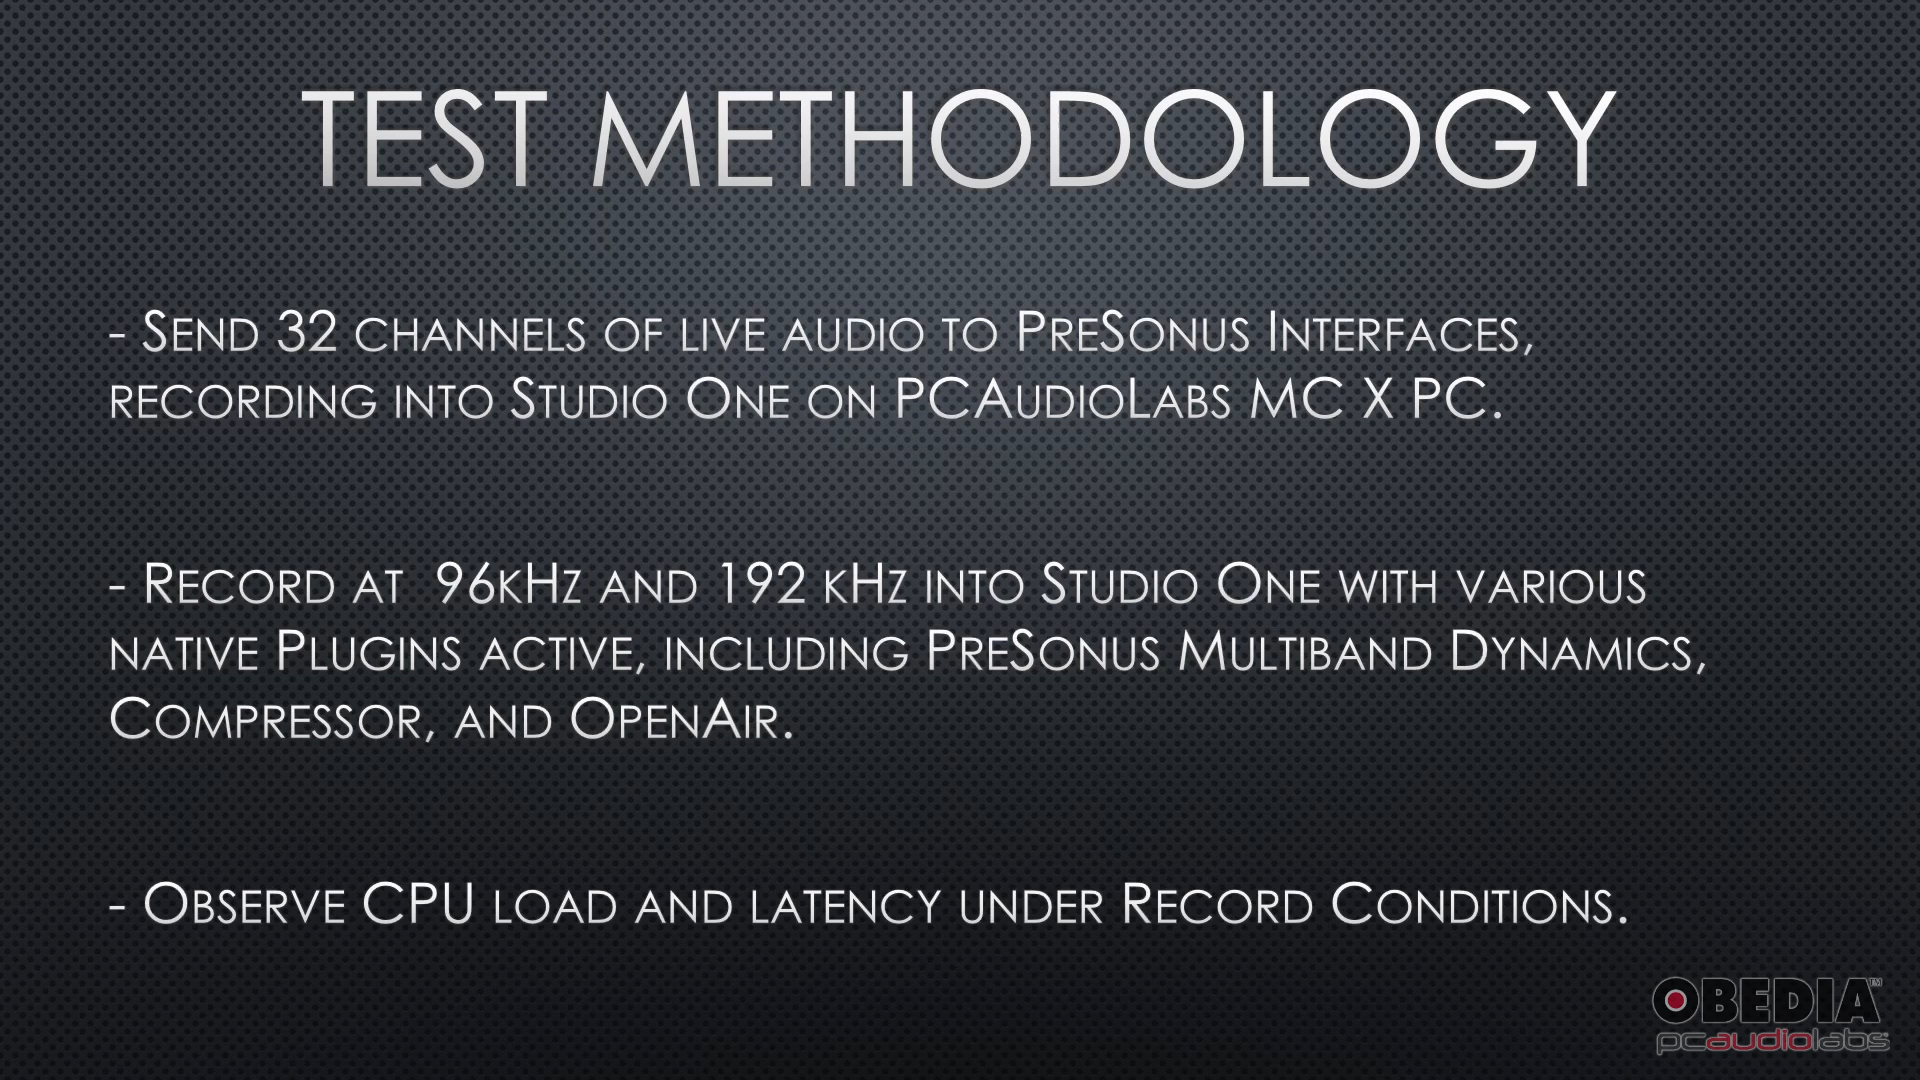 TEST METHODOLOGY
- SEND 32 CHANNELS OF LIVE AUDIO TO PRESONUS INTERFACES,
RECORDING INTO STUDIO ONE ON PCAUDIOLABS MC X PC.
- RECORD AT 96KHZ AND 192 KHZ INTO STUDIO ONE WITH VARIOUS
NATIVE PLUGINS ACTIVE, INCLUDING PRESONUS MULTIBAND DYNAMICS,
COMPRESSOR, AND OPENAIR.
- OBSERVE CPU LOAD AND LATENCY UNDER RECORD CONDITIONS.
OBEDIA™
pcaudiolabs